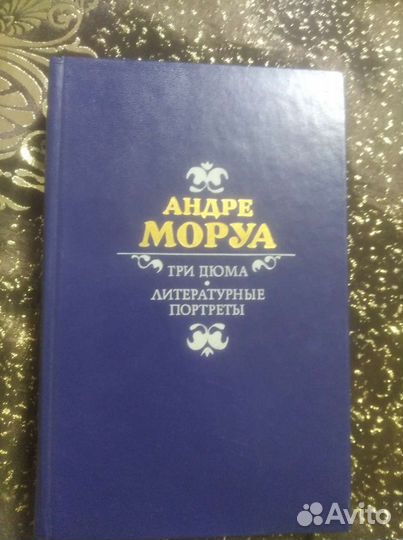 АНДРЕ
МОРУА
ТРИ ДЮМА
•
ЛИТЕРАТУРНЫЕ
ПОРТРЕТЫ
Avito